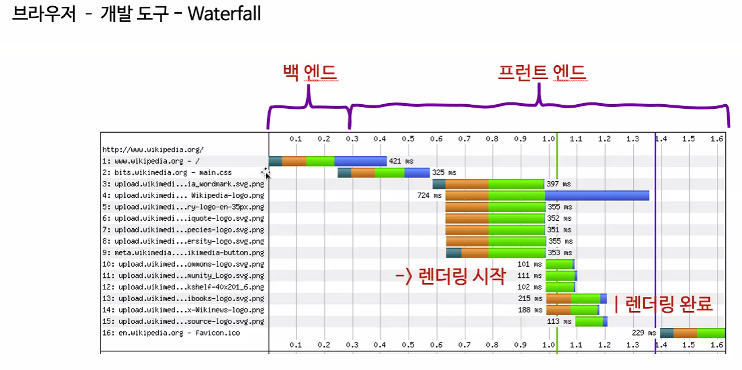 브라우저 - 개발 도구 - Waterfall
백 엔드
프런트 엔드
0.1 0.2 0.3 0.4 0.5 0.6 0.7 0.8 0.9 1.0 1.1 1.2 1.3 1.4 1.5 1.6
http://www.wikipedia.org/
1: www.wikipedia.org - / 421 ms
2: bits.wikimedia.org - main.css 325 ms
3: upload.wikimedi...ia_wordmark.svg.png 397 ms
4: upload.wikimedi... Wikipedia-logo.png 724 ms
5: upload.wikimedi...ry-logo-en-35px.png 355 ms
6: upload.wikimedi...iquote-logo.svg.png 352 ms
7: upload.wikimedi...pecies-logo.svg.png 351 ms
8: upload.wikimedi...ersity-logo.svg.png 355 ms
9: meta.wikimedia....ikimedia-button.png 353 ms
10: upload.wikimedi...ommons-logo.svg.png 101 ms
-> 렌더링 시작
11: upload.wikimedi...munity_Logo.svg.png 111 ms
12: upload.wikimedi...kshelf-40x201_6.png 102 ms
13: upload.wikimedi...ibooks-logo.svg.png 215 ms
| 렌더링 완료
14: upload.wikimedi...x-Wikinews-logo.png 188 ms
15: upload.wikimedi...source-logo.svg.png 113 ms
16: en.wikipedia.org - favicon.ico 229 ms
0.1 0.2 0.3 0.4 0.5 0.6 0.7 0.8 0.9 1.0 1.1 1.2 1.3 1.4 1.5 1.6